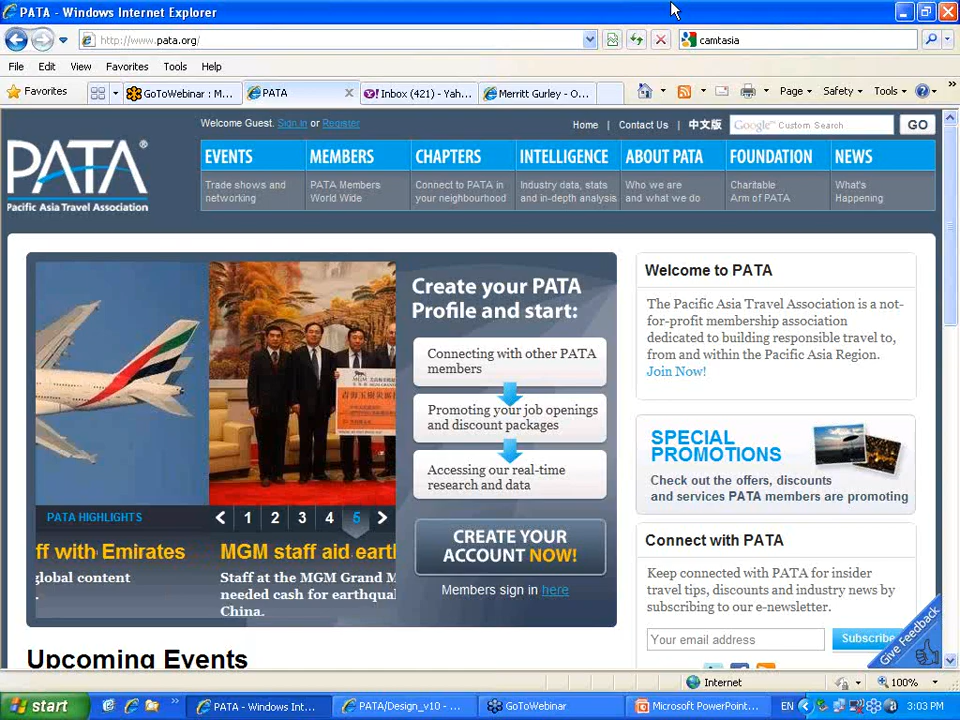 PATA - Windows Internet Explorer
http://www.pata.org/
camtasia
File Edit View Favorites Tools Help
Favorites
GoToWebinar : M...
PATA
Inbox (421) - Yah...
Merritt Gurley - O...
Page
Safety
Tools
Welcome Guest. Sign in or Register
Home | Contact Us | 中文版
Google™ Custom Search
GO
PATA®
Pacific Asia Travel Association
EVENTS
Trade shows and
networking
MEMBERS
PATA Members
World Wide
CHAPTERS
Connect to PATA in
your neighbourhood
INTELLIGENCE
Industry data, stats
and in-depth analysis
ABOUT PATA
Who we are
and what we do
FOUNDATION
Charitable
Arm of PATA
NEWS
What's
Happening
PATA HIGHLIGHTS
1 2 3 4 5
ff with Emirates
global content
MGM staff aid eart
Staff at the MGM Grand M
needed cash for earthqua
China.
Create your PATA
Profile and start:
Connecting with other PATA
members
Promoting your job openings
and discount packages
Accessing our real-time
research and data
CREATE YOUR
ACCOUNT NOW!
Members sign in here
Welcome to PATA
The Pacific Asia Travel Association is a not-
for-profit membership association
dedicated to building responsible travel to,
from and within the Pacific Asia Region.
Join Now!
SPECIAL
PROMOTIONS
Check out the offers, discounts
and services PATA members are promoting
Connect with PATA
Keep connected with PATA for insider
travel tips, discounts and industry news by
subscribing to our e-newsletter.
Your email address
Subscribe
Give Feedback
Upcoming Events
Internet
100%
start
PATA - Windows Int...
PATA/Design_v10 - ...
GoToWebinar
Microsoft PowerPoint...
EN
3:03 PM